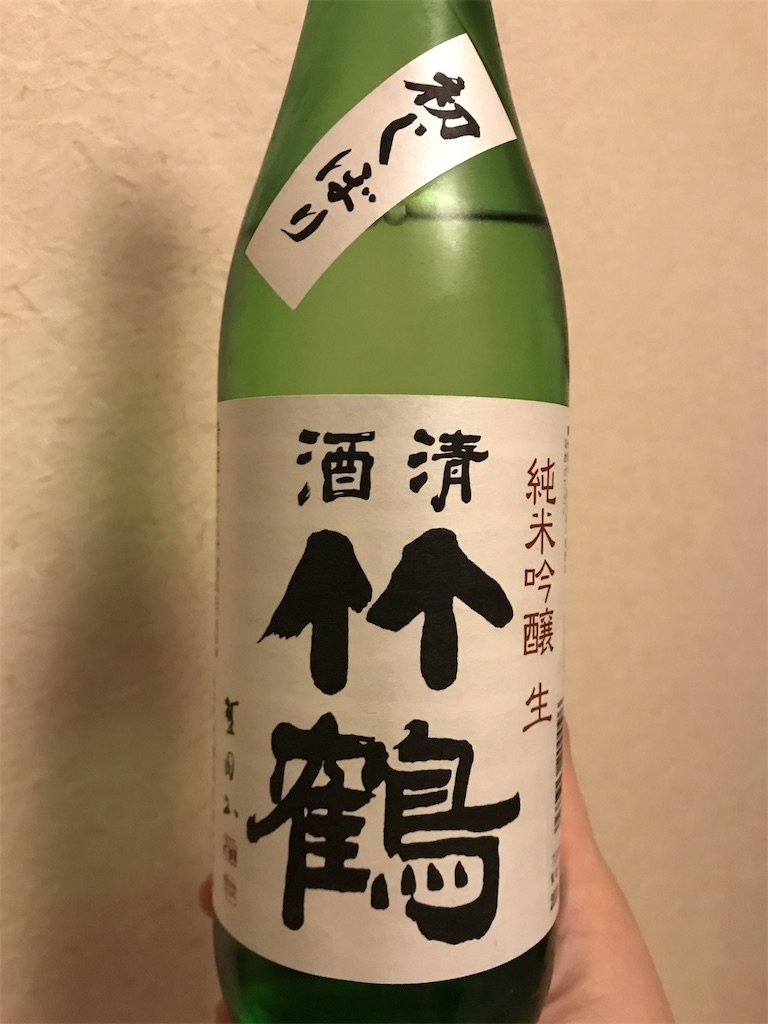 初しぼり
清酒
竹鶴
純米吟醸 生